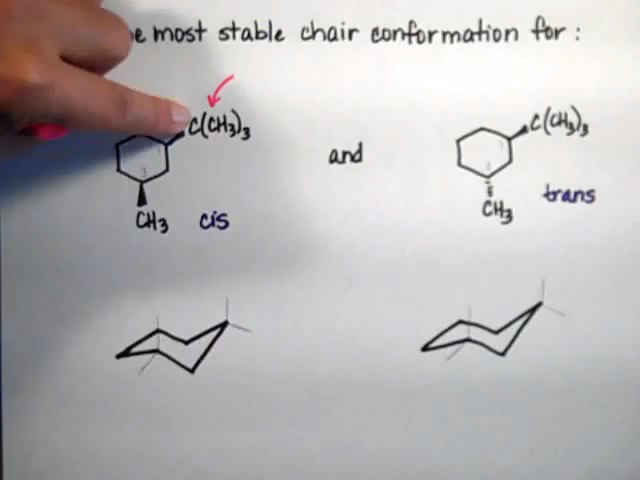 e most stable chair conformation for:
C(CH3)3
and
C(CH3)3
CH3
cis
CH3
trans